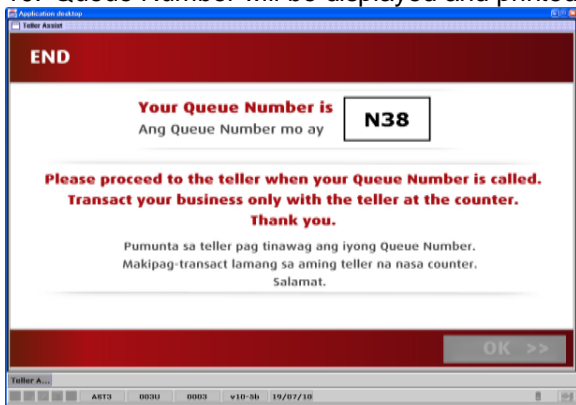 Queue Number will be displayed and printed
Application desktop
Teller Assist
END
Your Queue Number is
Ang Queue Number mo ay
N38
Please proceed to the teller when your Queue Number is called.
Transact your business only with the teller at the counter.
Thank you.
Pumunta sa teller pag tinawag ang iyong Queue Number.
Makipag-transact lamang sa aming teller na nasa counter.
Salamat.
OK >>
Teller A...
AST3 003U 0003 v10-5b 19/07/10